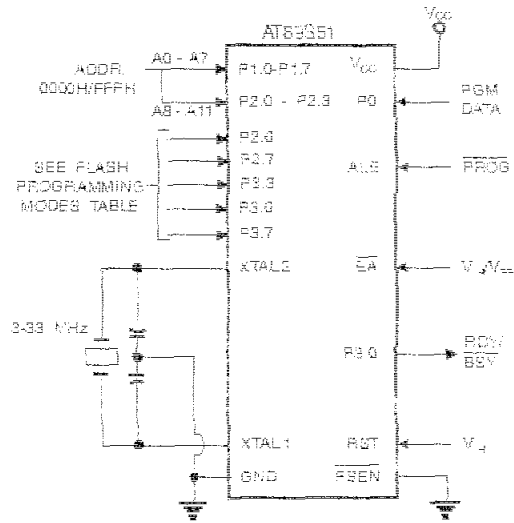 AT89S51
VCC
A0 - A7
ADDR.
0000H/FFFH
A8 - A11
P1.0-P1.7
VCC
P2.0 - P2.3
P0
PGM
DATA
P2.6
P2.7
ALE
PROG
SEE FLASH
PROGRAMMING
MODES TABLE
P3.3
P3.6
P3.7
XTAL2
EA
3-33 MHz
P3.0
RDY/
BSY
XTAL1
RST
GND
PSEN